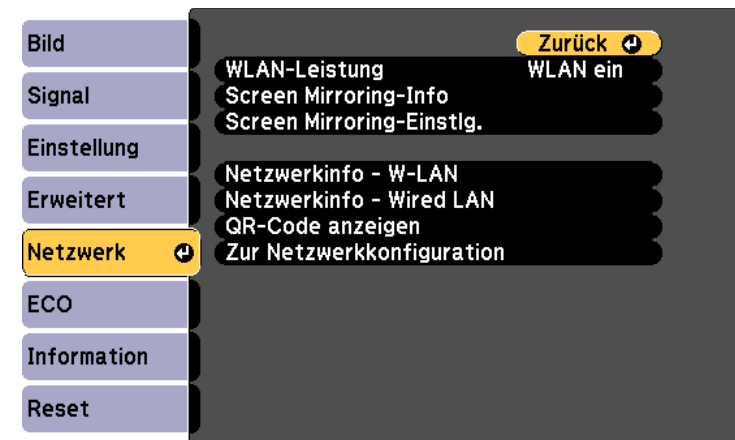 Bild
Signal
Einstellung
Erweitert
Netzwerk
ECO
Information
Reset
Zurück
WLAN-Leistung WLAN ein
Screen Mirroring-Info
Screen Mirroring-Einstlg.
Netzwerkinfo - W-LAN
Netzwerkinfo - Wired LAN
QR-Code anzeigen
Zur Netzwerkkonfiguration